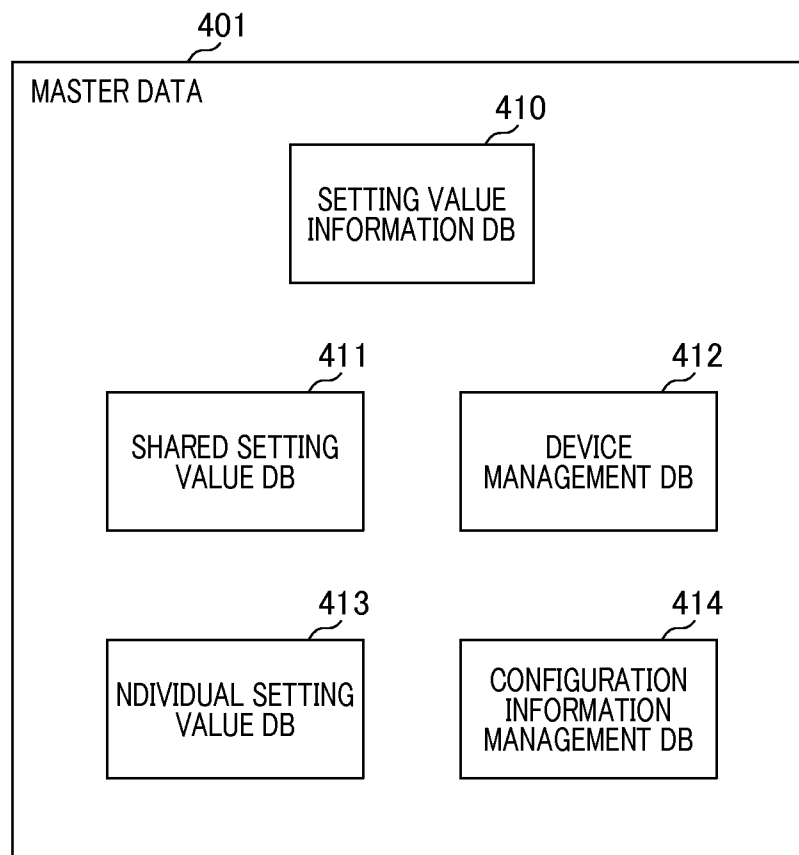 401
MASTER DATA
410
SETTING VALUE
INFORMATION DB
411
SHARED SETTING
VALUE DB
412
DEVICE
MANAGEMENT DB
413
NDIVIDUAL SETTING
VALUE DB
414
CONFIGURATION
INFORMATION
MANAGEMENT DB